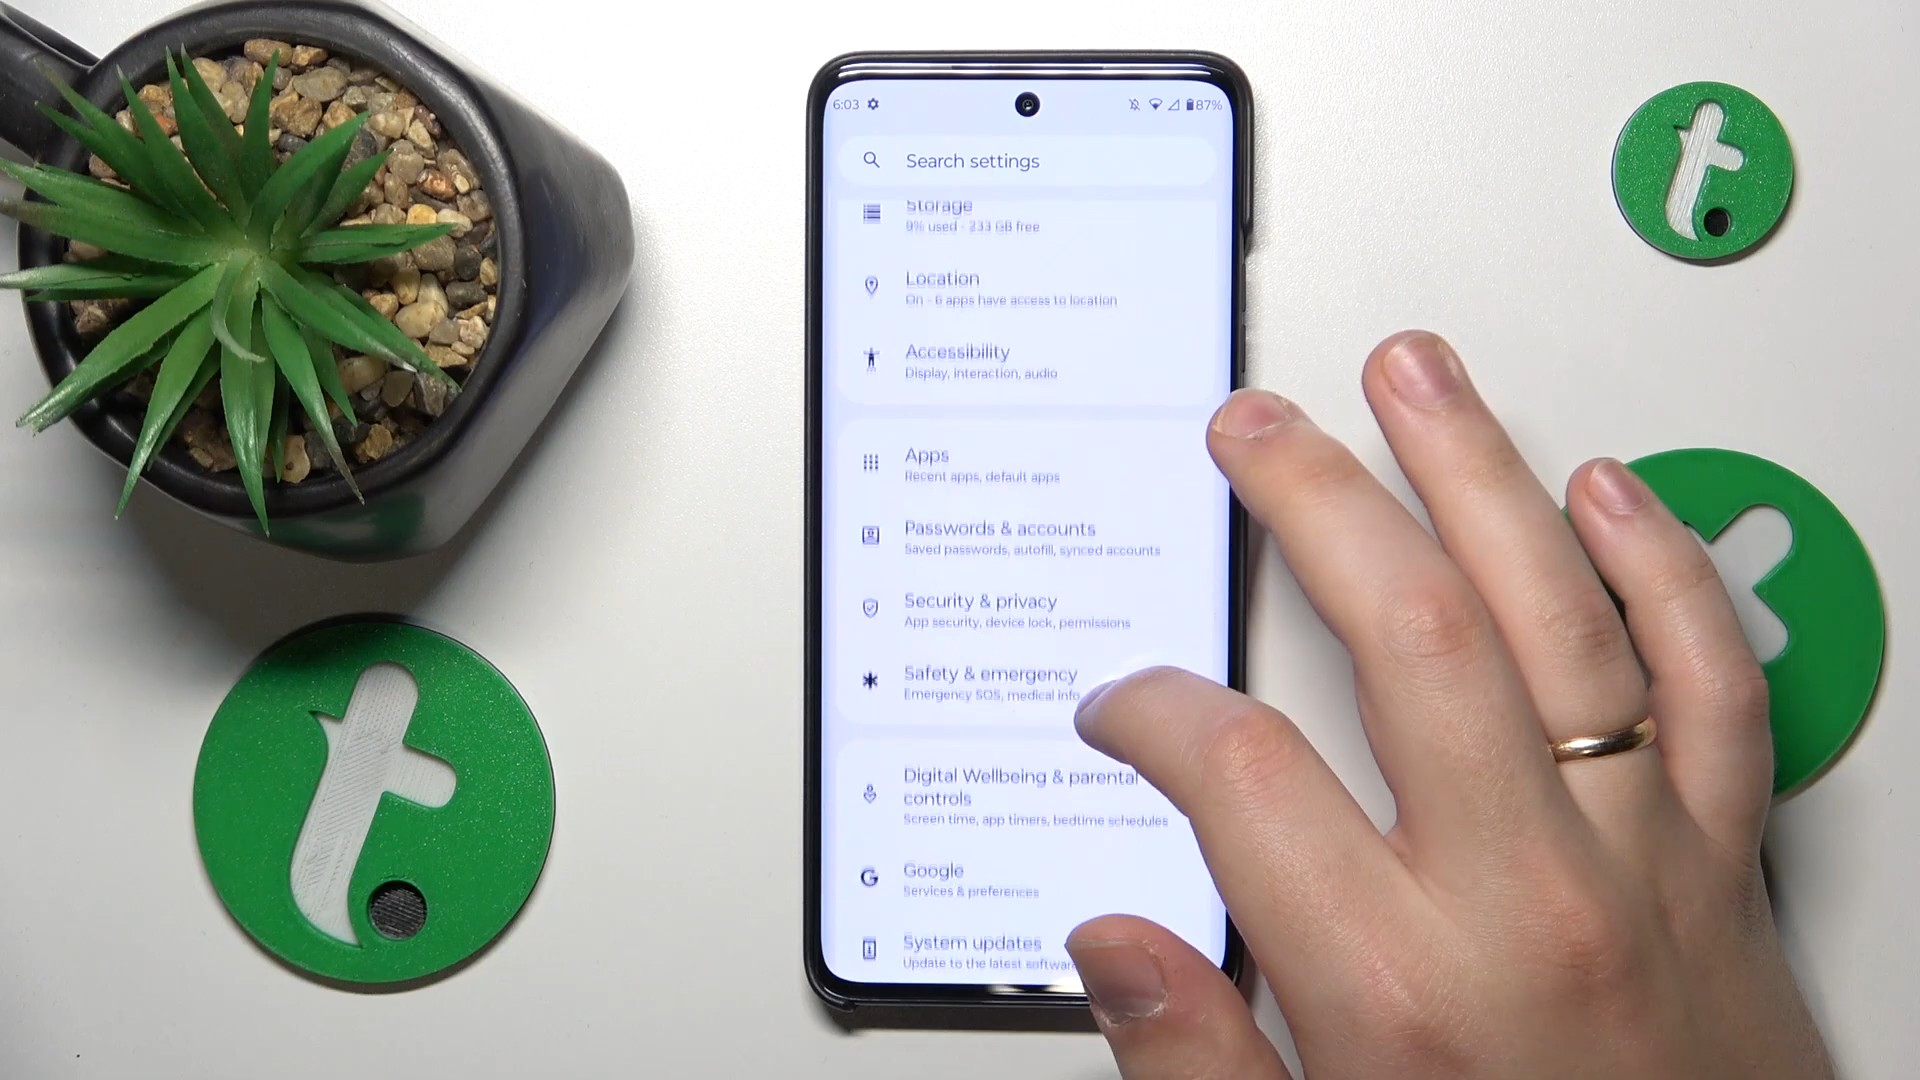 6:03
87%
Search settings
Storage
9% used - 233 GB free
Location
On - 6 apps have access to location
Accessibility
Display, interaction, audio
Apps
Recent apps, default apps
Passwords & accounts
Saved passwords, autofill, synced accounts
Security & privacy
App security, device lock, permissions
Safety & emergency
Emergency SOS, medical info
Digital Wellbeing & parental
controls
Screen time, app timers, bedtime schedules
Google
Services & preferences
System updates
Update to the latest software